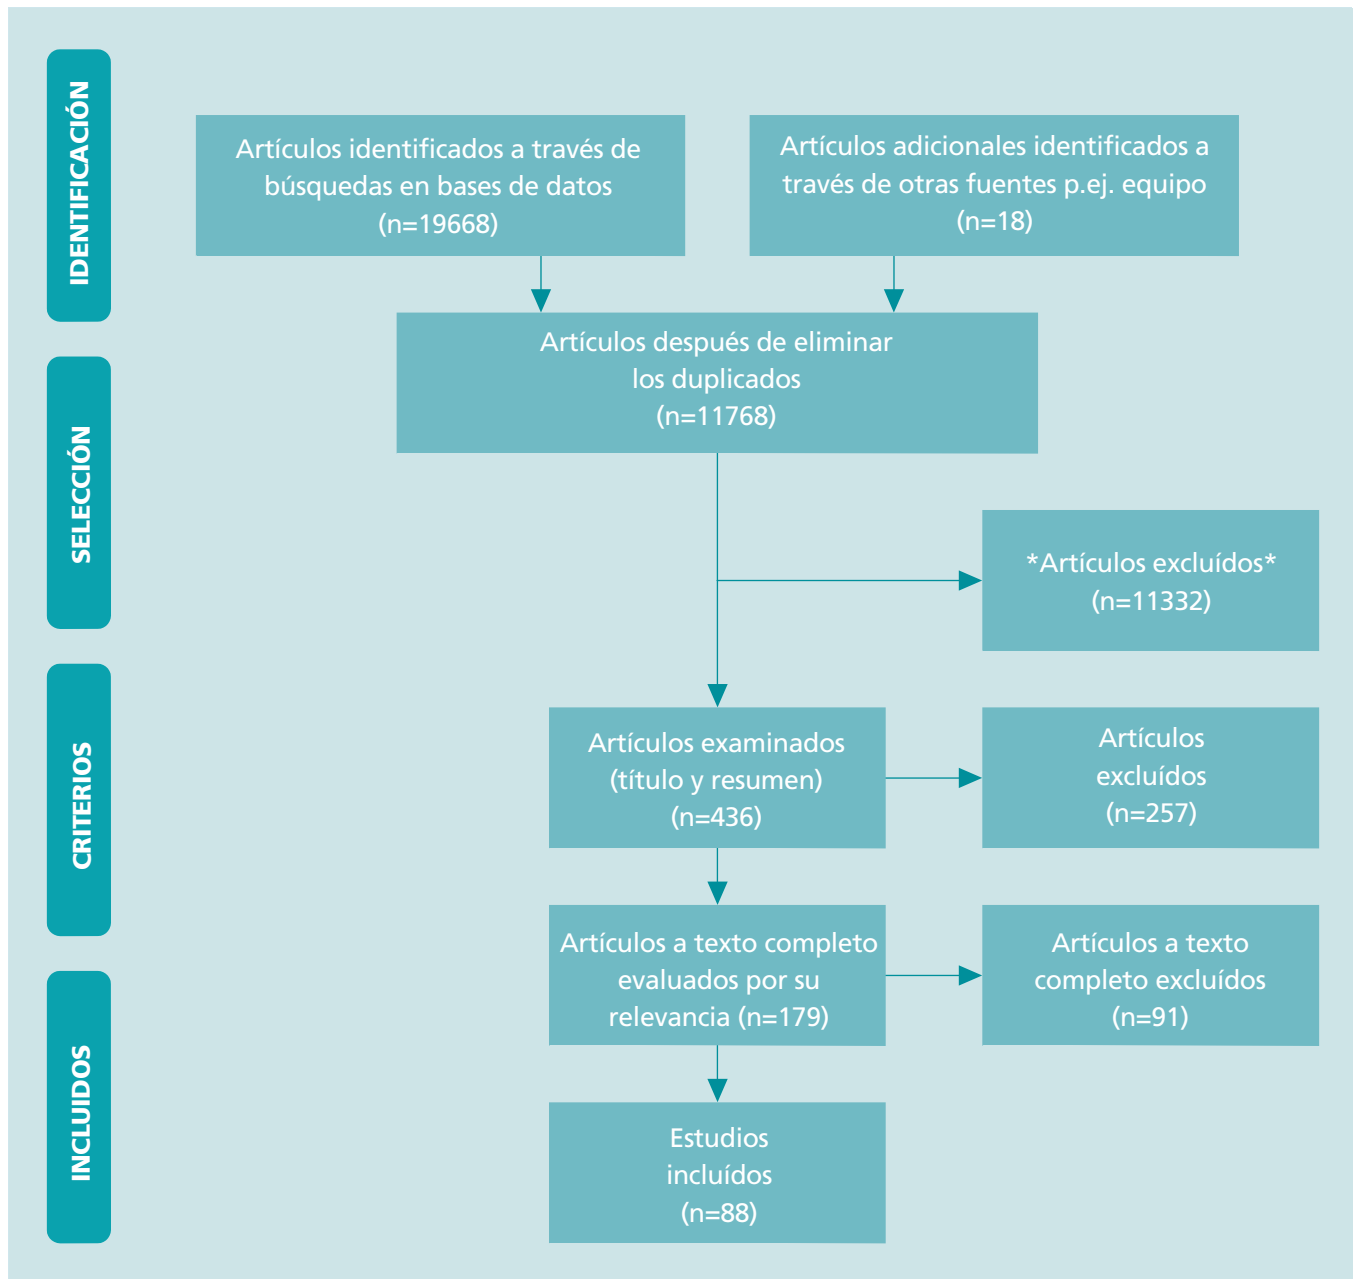 IDENTIFICACIÓN
Artículos identificados a través de
búsquedas en bases de datos
(n=19668)
Artículos adicionales identificados a
través de otras fuentes p.ej. equipo
(n=18)
Artículos después de eliminar
los duplicados
(n=11768)
SELECCIÓN
*Artículos excluídos*
(n=11332)
CRITERIOS
Artículos examinados
(título y resumen)
(n=436)
Artículos
excluídos
(n=257)
Artículos a texto completo
evaluados por su
relevancia (n=179)
Artículos a texto
completo excluídos
(n=91)
INCLUIDOS
Estudios
incluídos
(n=88)